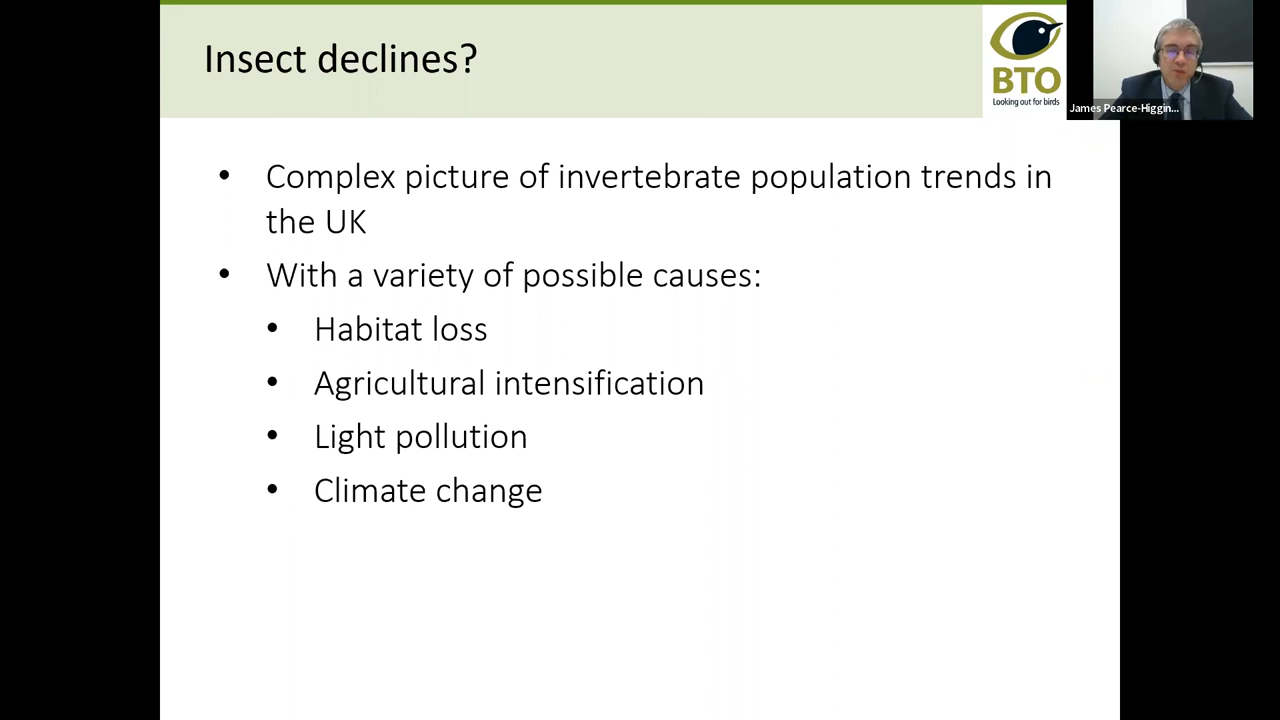 Insect declines?
BTO
Looking out for birds
James Pearce-Higgin...
• Complex picture of invertebrate population trends in
the UK
• With a variety of possible causes:
• Habitat loss
• Agricultural intensification
• Light pollution
• Climate change